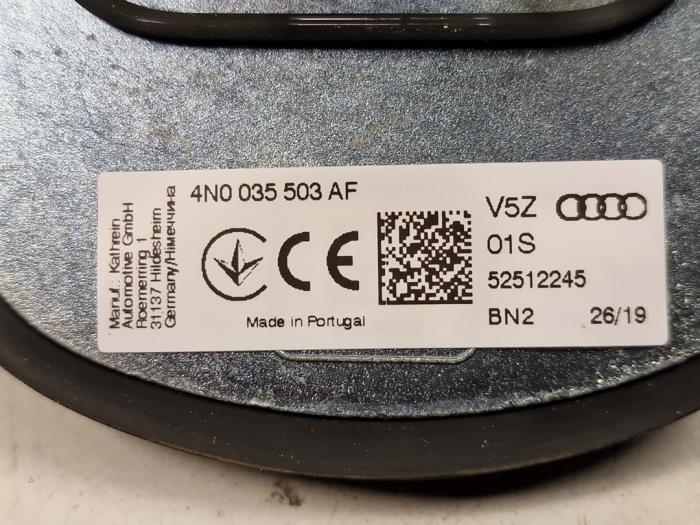 Manuf.: Kathrein
Automotive GmbH
Roemerring 1
31137 Hildesheim
Germany/Німеччина
4N0 035 503 AF
CE
Made in Portugal
V5Z
01S
52512245
BN2 26/19